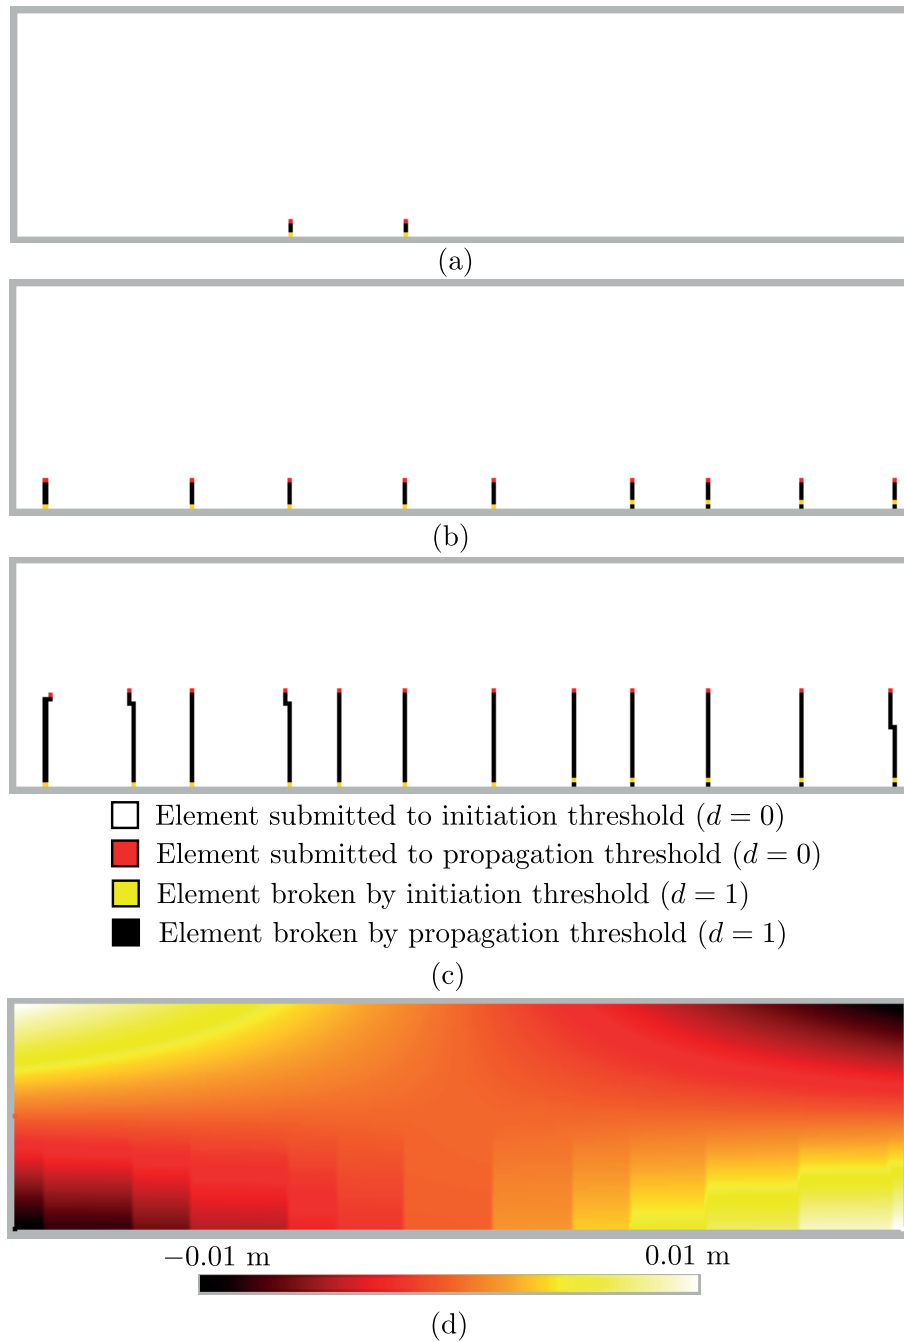 (a)
(b)
Element submitted to initiation threshold (d = 0)
Element submitted to propagation threshold (d = 0)
Element broken by initiation threshold (d = 1)
Element broken by propagation threshold (d = 1)
(c)
−0.01 m 0.01 m
(d)